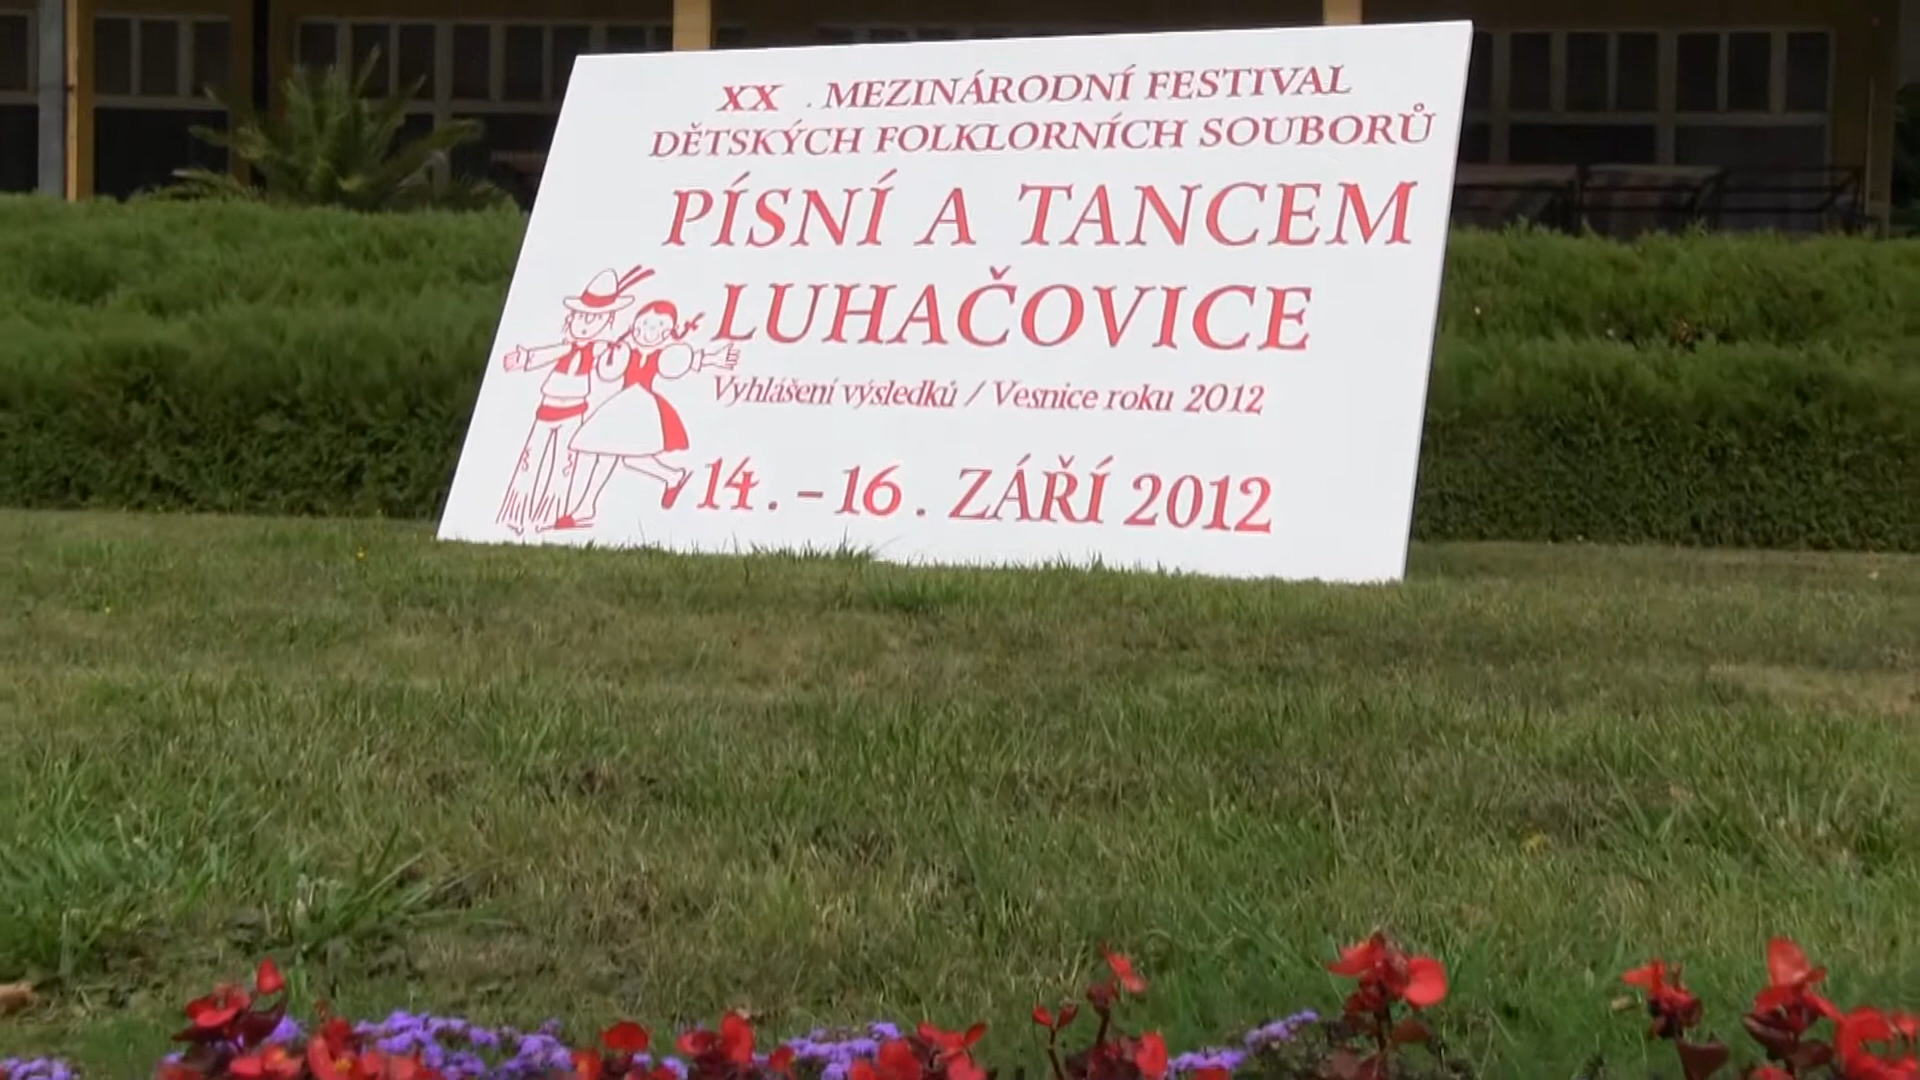 XX . MEZINÁRODNÍ FESTIVAL
DĚTSKÝCH FOLKLORNÍCH SOUBORŮ
PÍSNÍ A TANCEM
LUHAČOVICE
Vyhlášení výsledků / Vesnice roku 2012
14. - 16. ZÁŘÍ 2012